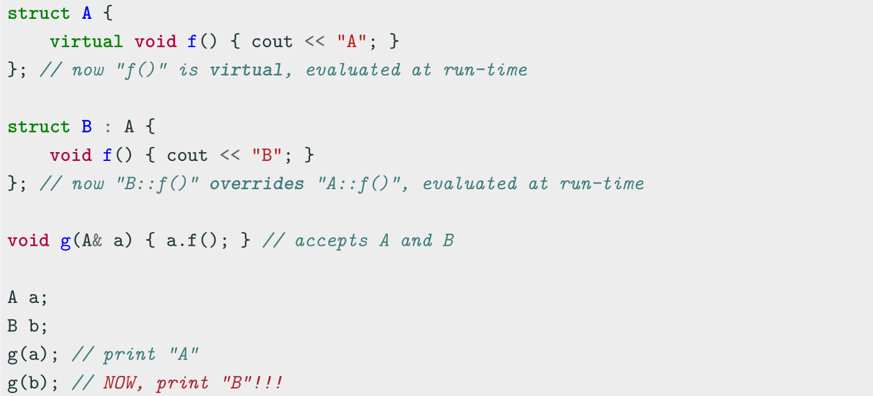 struct A {
    virtual void f() { cout << "A"; }
}; // now "f()" is virtual, evaluated at run-time

struct B : A {
    void f() { cout << "B"; }
}; // now "B::f()" overrides "A::f()", evaluated at run-time

void g(A& a) { a.f(); } // accepts A and B

A a;
B b;
g(a); // print "A"
g(b); // NOW, print "B"!!!